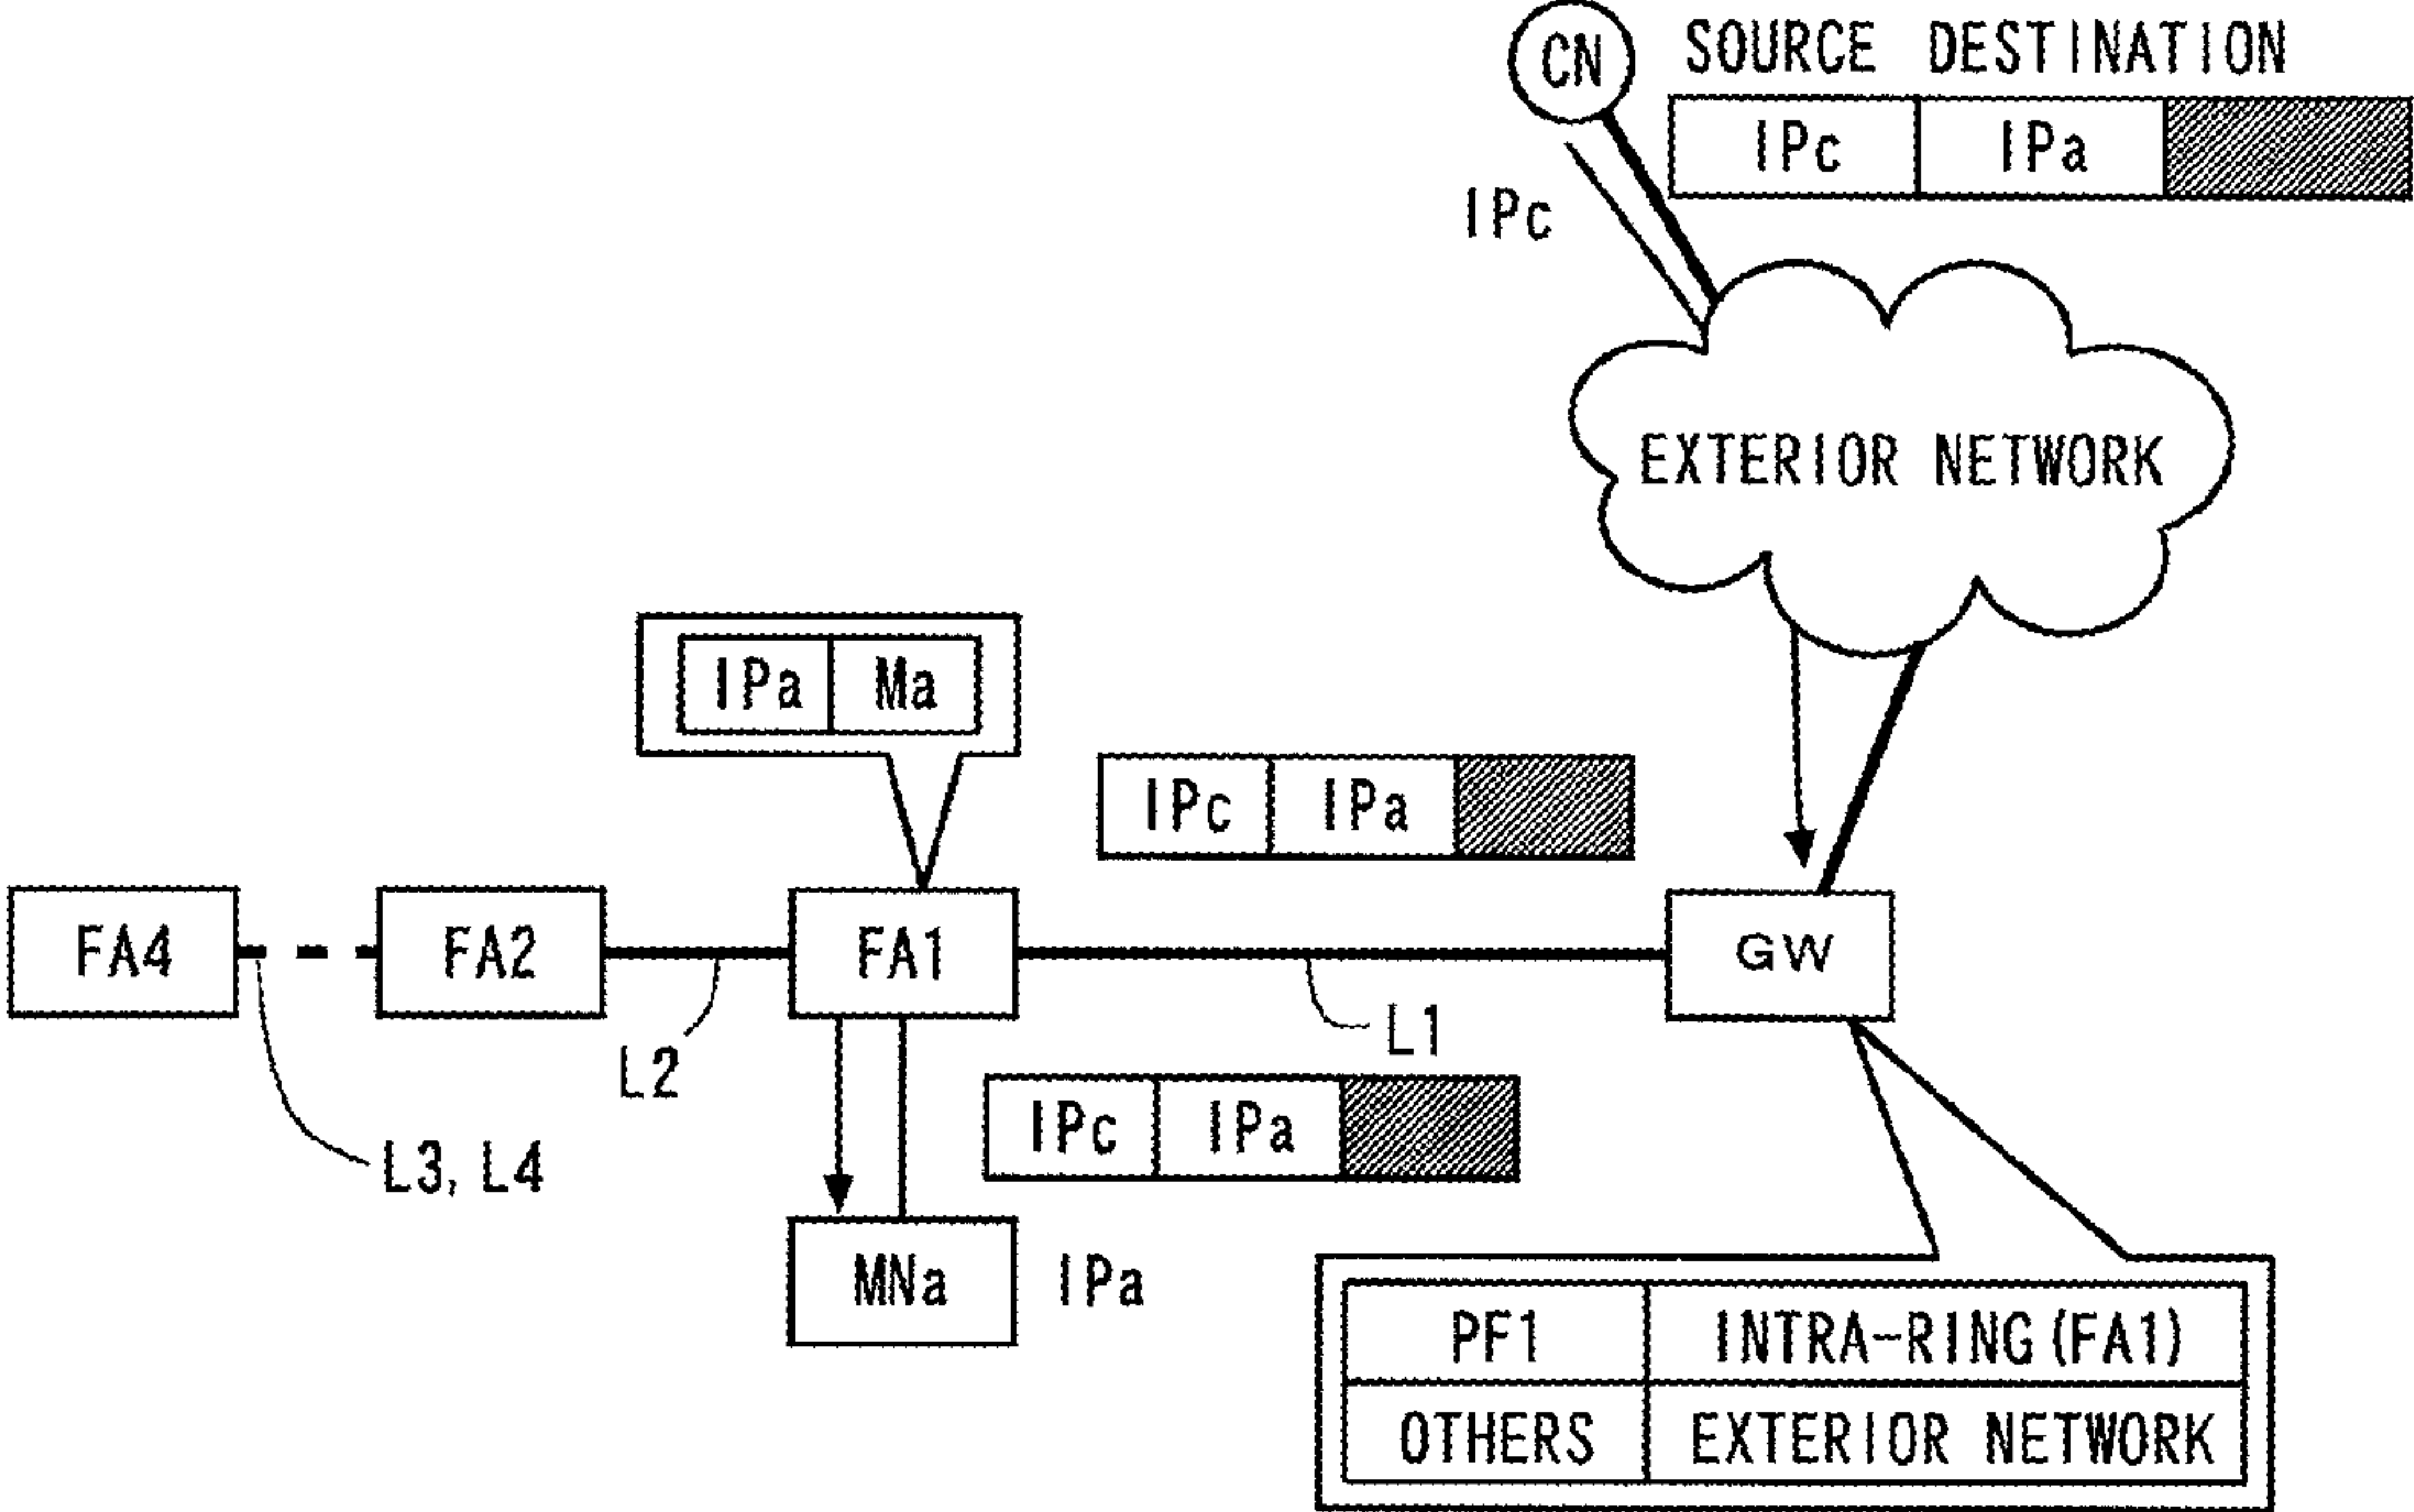 CN
SOURCE DESTINATION
IPc IPa
IPc
EXTERIOR NETWORK
IPa Ma
IPc IPa
FA4
FA2
FA1
GW
L1
L2
IPc IPa
L3, L4
MNa
IPa
PF1 INTRA-RING(FA1)
OTHERS EXTERIOR NETWORK